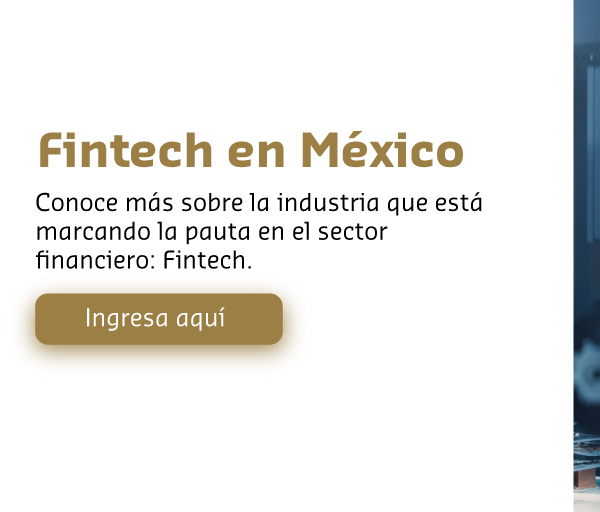 Fintech en México
Conoce más sobre la industria que está
marcando la pauta en el sector
financiero: Fintech.
Ingresa aquí